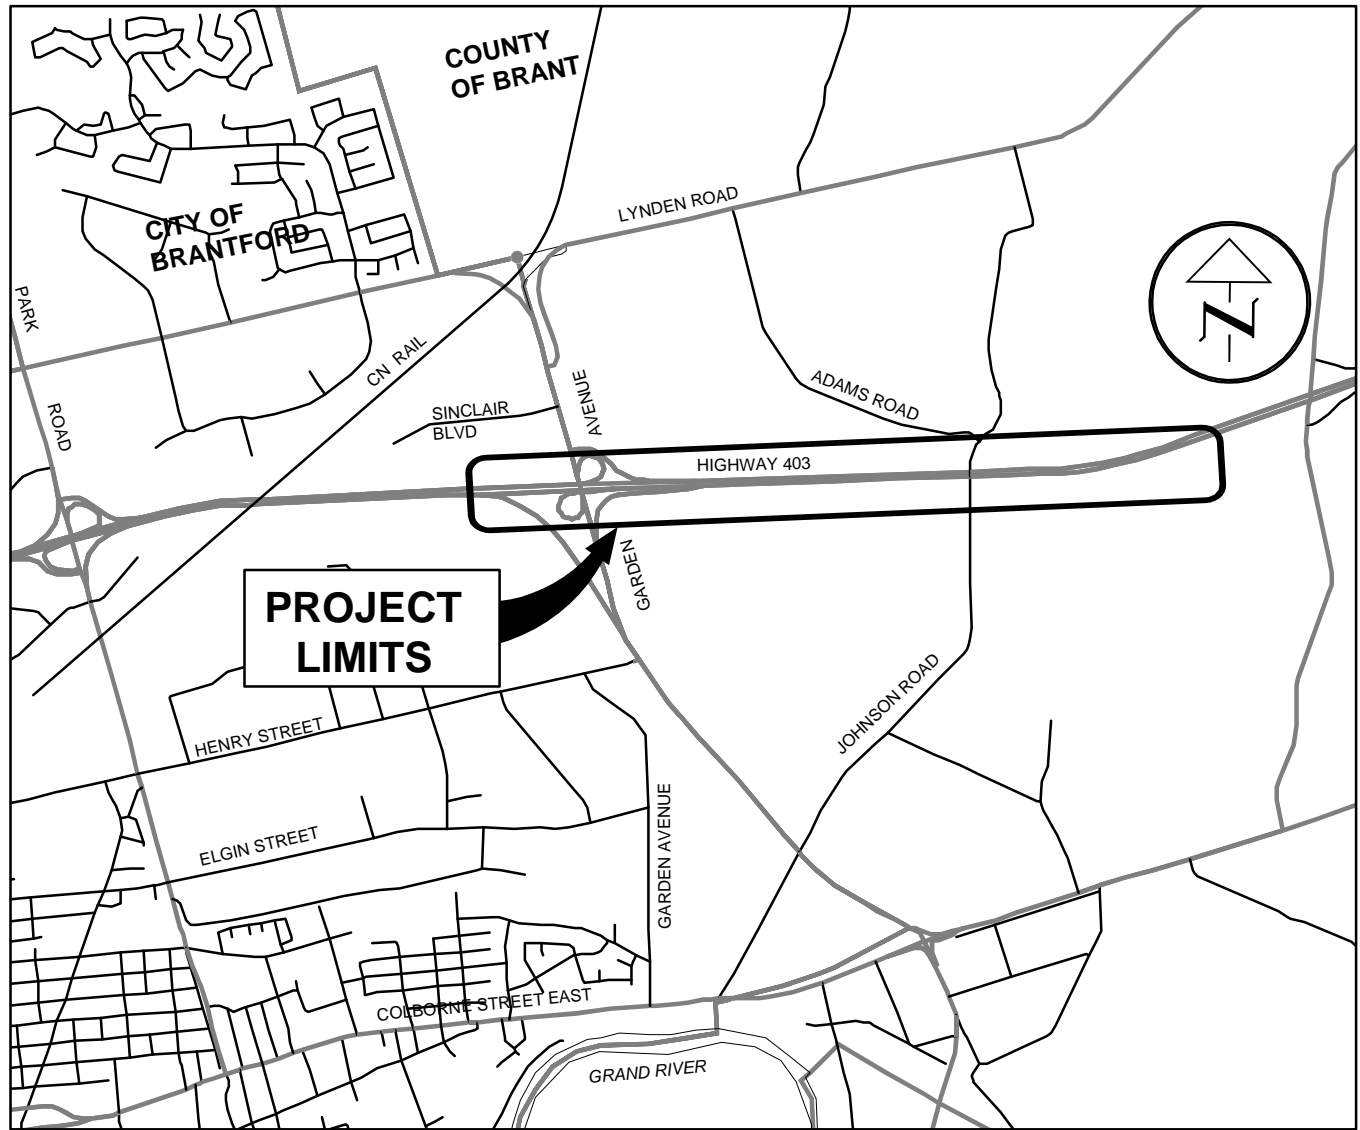 COUNTY
OF BRANT
LYNDEN ROAD
CITY OF
BRANTFORD
PARK
ROAD
CN RAIL
SINCLAIR
BLVD
AVENUE
ADAMS ROAD
N
HIGHWAY 403
GARDEN
PROJECT
LIMITS
JOHNSON ROAD
HENRY STREET
ELGIN STREET
GARDEN AVENUE
COLBORNE STREET EAST
GRAND RIVER